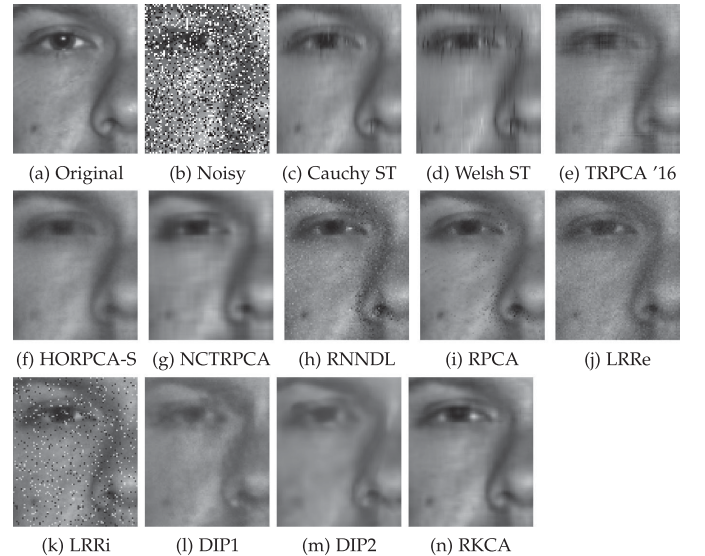 (a) Original (b) Noisy (c) Cauchy ST (d) Welsh ST (e) TRPCA '16
(f) HORPCA-S (g) NCTRPCA (h) RNNDL (i) RPCA (j) LRRe
(k) LRRi (l) DIP1 (m) DIP2 (n) RKCA